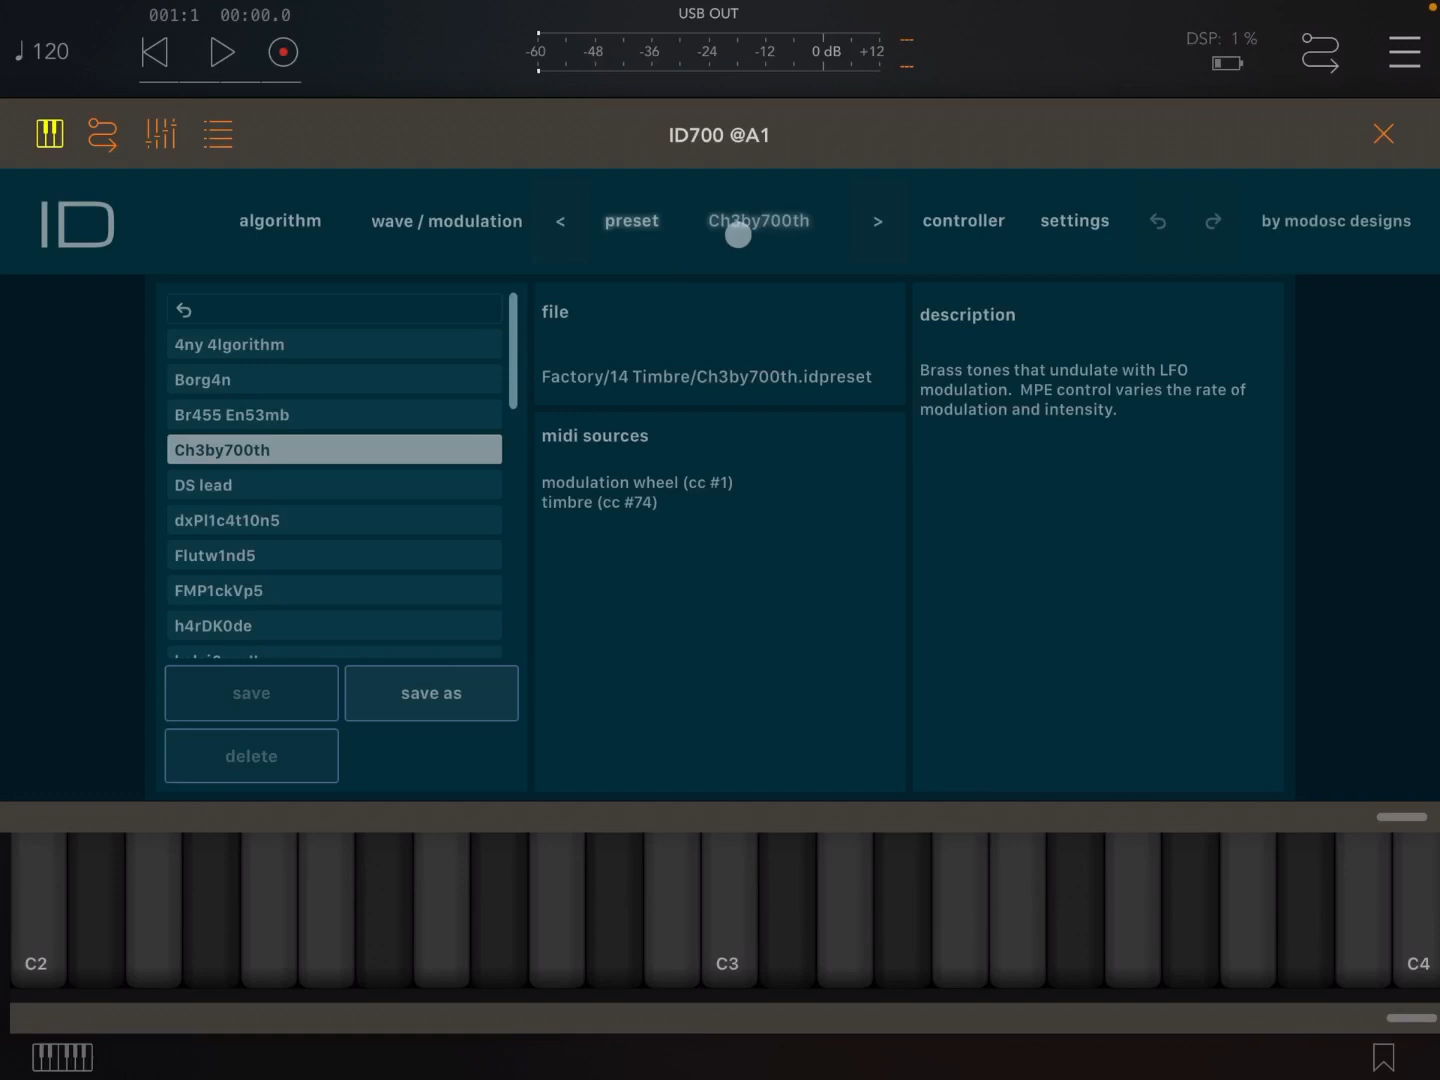 001:1 00:00.0
USB OUT
120
-60 -48 -36 -24 -12 0 dB +12
DSP: 1 %
ID700 @A1
ID
algorithm
wave / modulation
<
preset
Ch3by700th
>
controller
settings
by modosc designs
4ny 4lgorithm
Borg4n
Br455 En53mb
Ch3by700th
DS lead
dxPl1c4t10n5
Flutw1nd5
FMP1ckVp5
h4rDK0de
save
save as
delete
file
Factory/14 Timbre/Ch3by700th.idpreset
midi sources
modulation wheel (cc #1)
timbre (cc #74)
description
Brass tones that undulate with LFO
modulation. MPE control varies the rate of
modulation and intensity.
C2
C3
C4